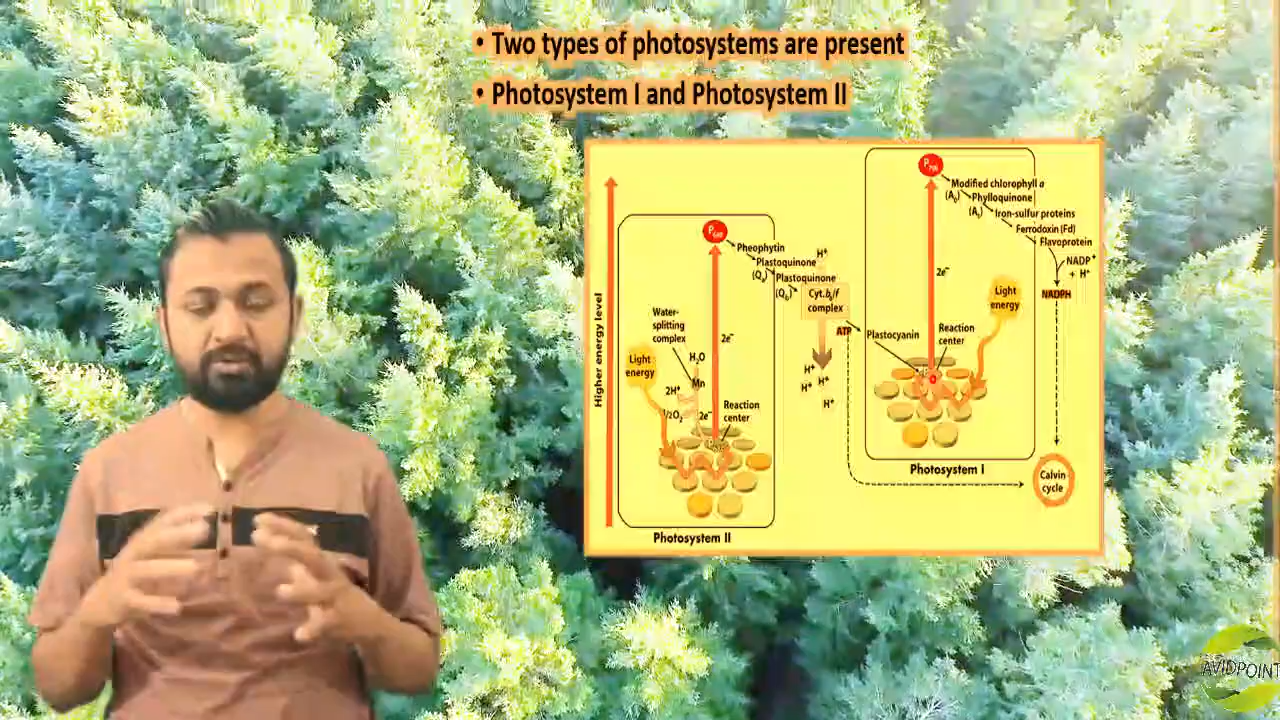 • Two types of photosystems are present
• Photosystem I and Photosystem II
Higher energy level
P680
Pheophytin
Plastoquinone
H+
(Qa)
Plastoquinone
(Qb)
Cyt.b6/f
complex
ATP
H+
H+ H+
H+
Water-
splitting
complex
Light
energy
H₂O
Mn
2H+
1/2O₂
2e−
2e−
Reaction
center
Photosystem II
P700
Modified chlorophyll a
(A0)
Phylloquinone
(A1)
Iron-sulfur proteins
Ferrodoxin (Fd)
Flavoprotein
NADP+
+ H+
NADPH
2e−
Light
energy
Plastocyanin
Reaction
center
Photosystem I
Calvin
cycle
AVIDPOINT